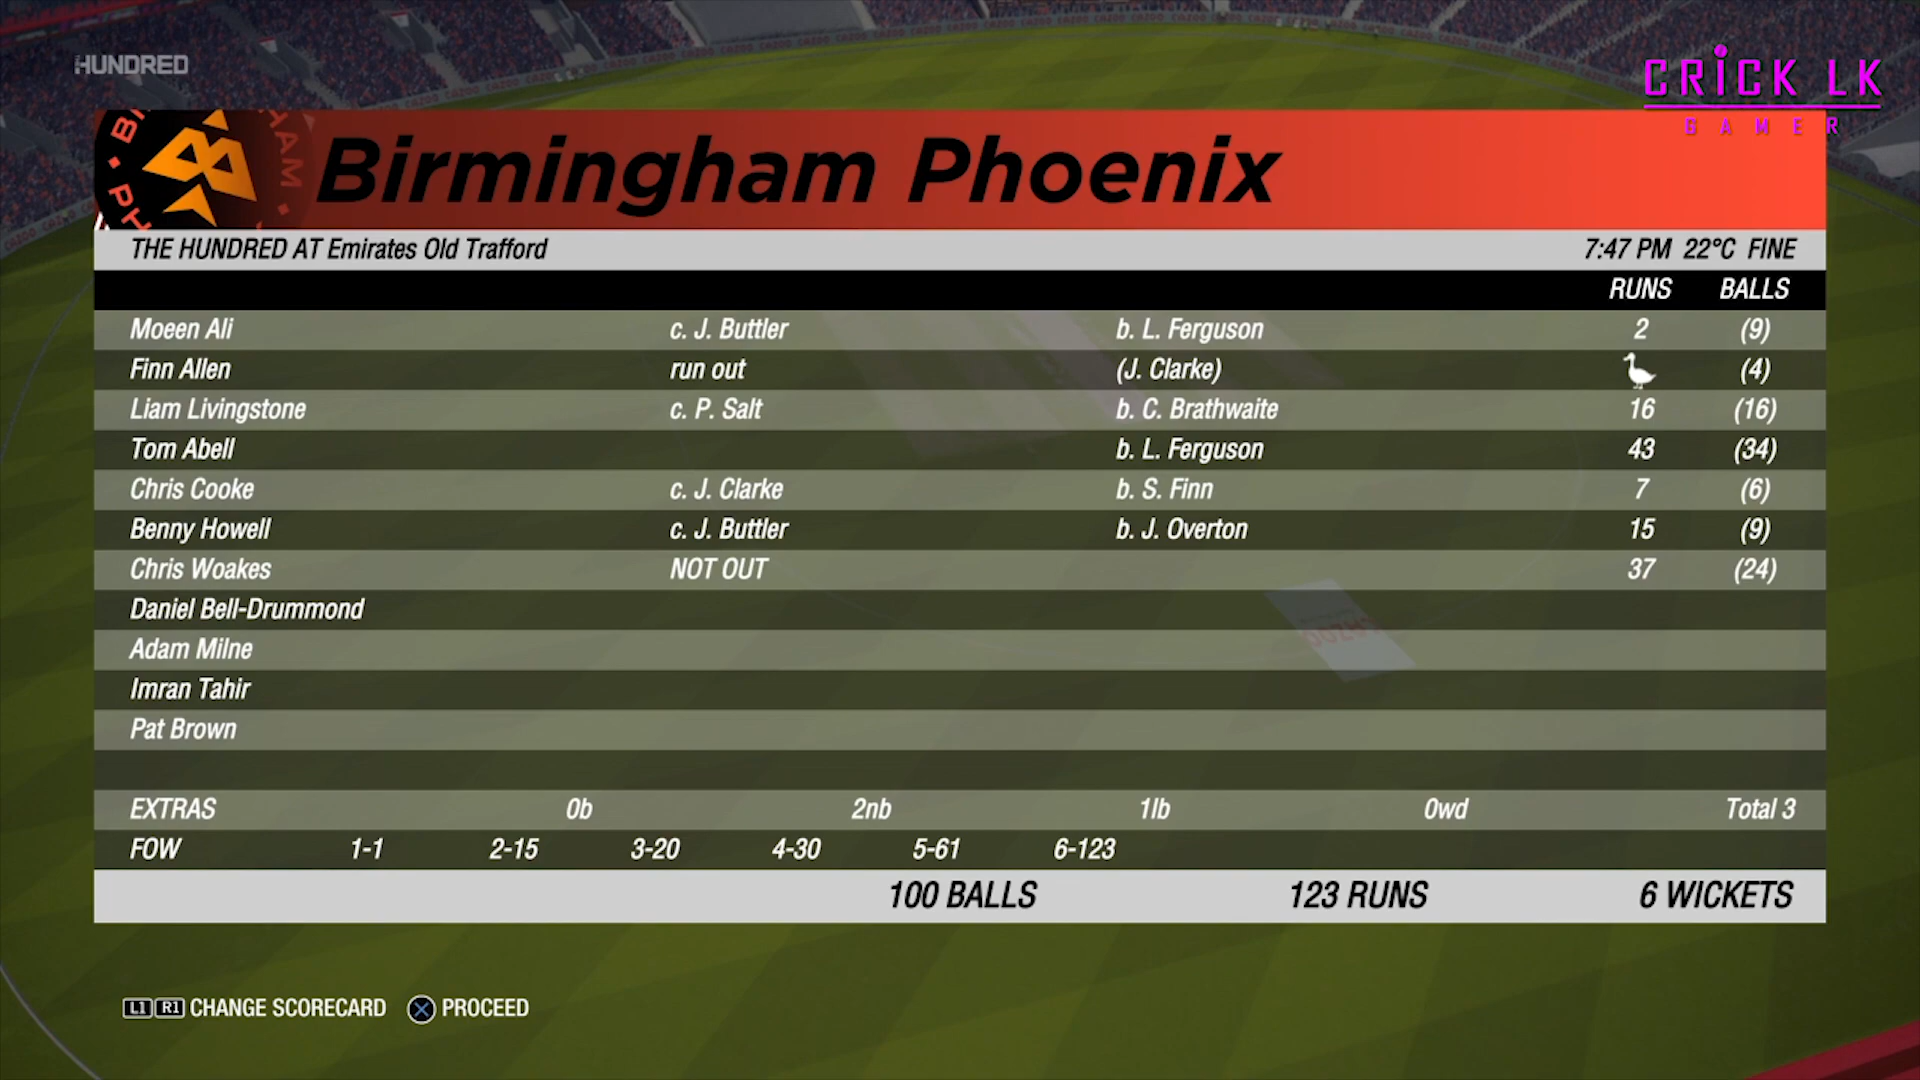 HUNDRED
CRiCK LK
GAMER
Birmingham Phoenix
THE HUNDRED AT Emirates Old Trafford 7:47 PM 22°C FINE
RUNS BALLS
Moeen Ali c. J. Buttler b. L. Ferguson 2 (9)
Finn Allen run out (J. Clarke) (4)
Liam Livingstone c. P. Salt b. C. Brathwaite 16 (16)
Tom Abell b. L. Ferguson 43 (34)
Chris Cooke c. J. Clarke b. S. Finn 7 (6)
Benny Howell c. J. Buttler b. J. Overton 15 (9)
Chris Woakes NOT OUT 37 (24)
Daniel Bell-Drummond
Adam Milne
Imran Tahir
Pat Brown
EXTRAS 0b 2nb 1lb 0wd Total 3
FOW 1-1 2-15 3-20 4-30 5-61 6-123
100 BALLS 123 RUNS 6 WICKETS
L1 R1 CHANGE SCORECARD PROCEED